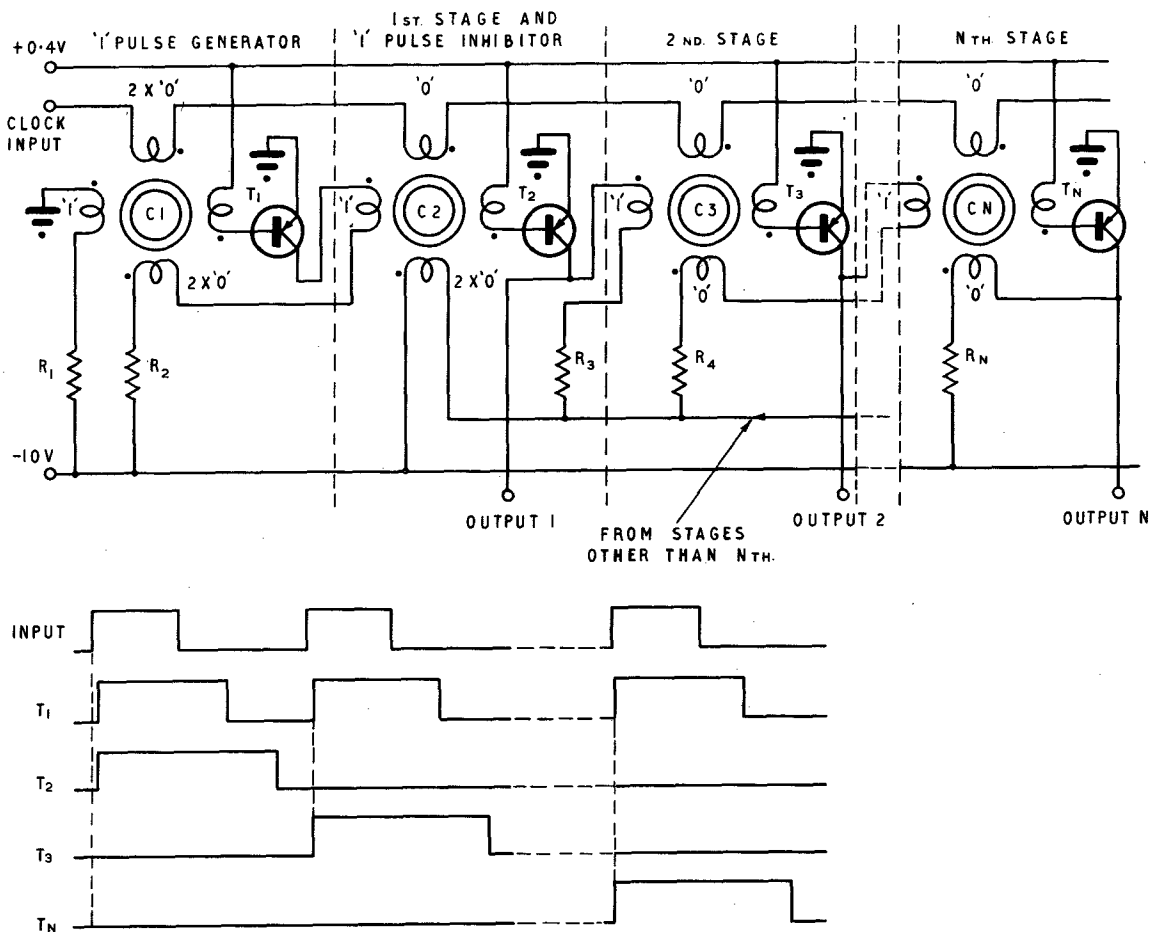 1ST. STAGE AND
'1' PULSE GENERATOR
'1' PULSE INHIBITOR
2ND. STAGE
NTH. STAGE
+0·4V
2 X '0'
'0'
'0'
'0'
CLOCK
INPUT
'1'
C1
T1
'1'
C2
T2
'1'
C3
T3
'1'
CN
TN
2 X '0'
2 X '0'
'0'
'0'
R1
R2
R3
R4
RN
-10V
OUTPUT 1
OUTPUT 2
OUTPUT N
FROM STAGES
OTHER THAN NTH.
INPUT
T1
T2
T3
TN